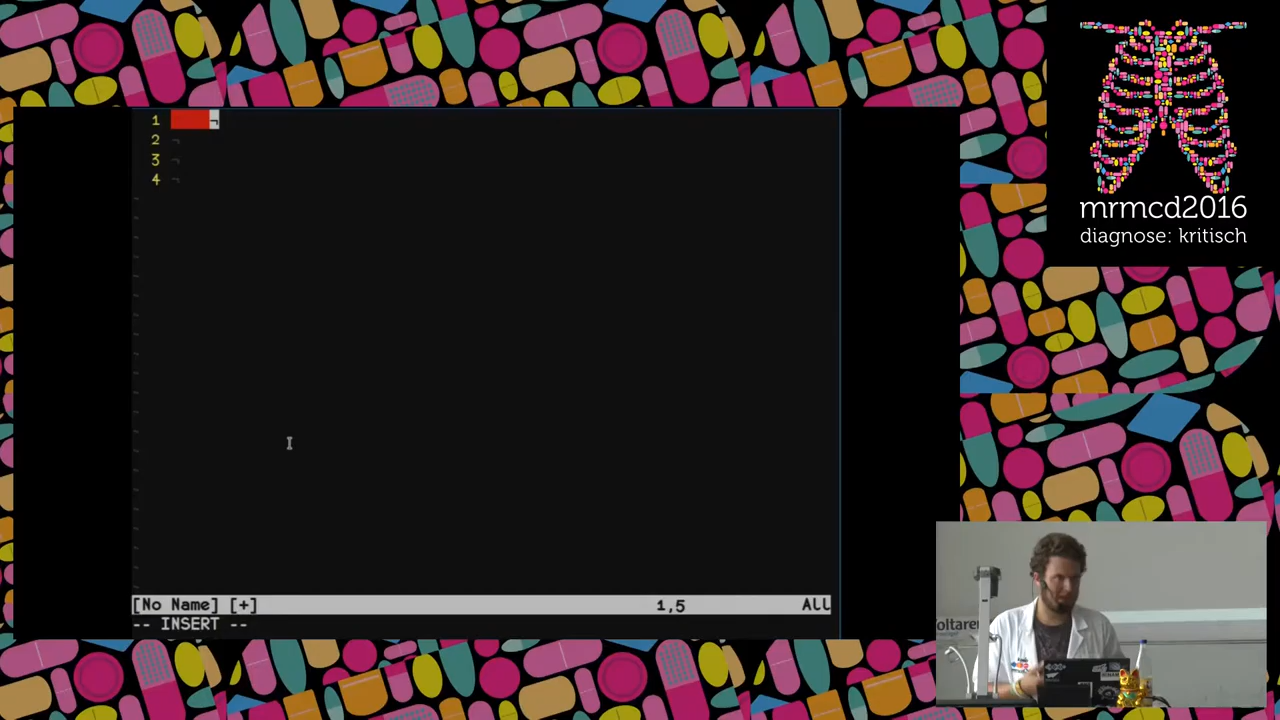 mrmcd2016
diagnose: kritisch
1 ¬
2 ¬
3 ¬
4 ¬
[No Name] [+] 1,5 All
-- INSERT --
oltaren